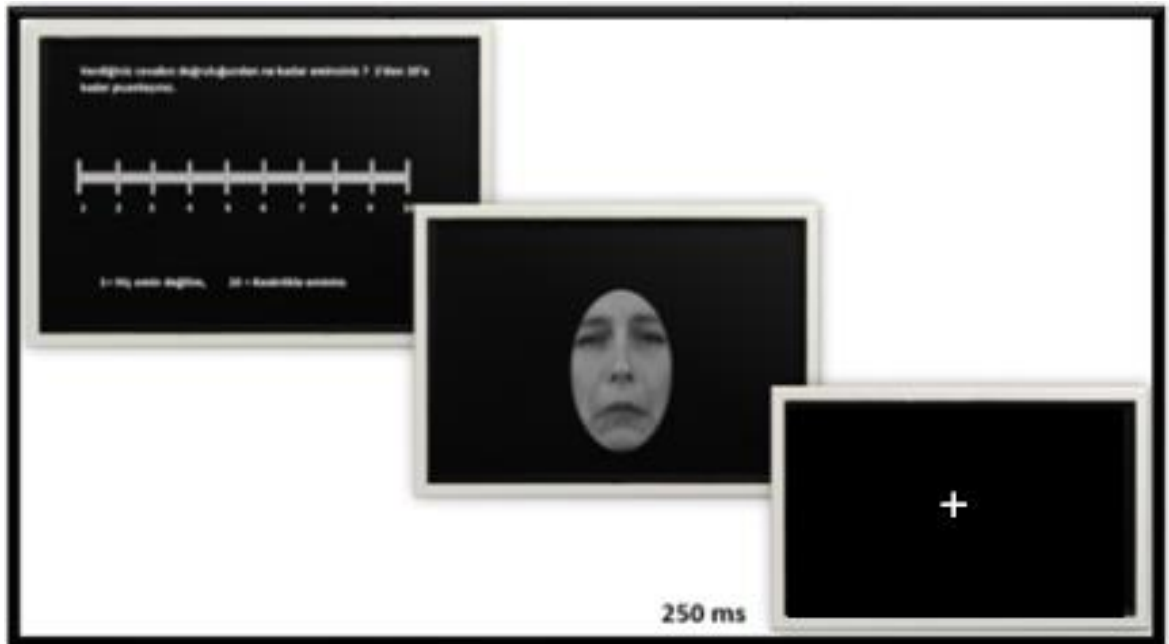 Verdiğiniz cevabın doğruluğundan ne kadar eminsiniz ? 1'den 10'a
kadar puanlayınız.
1 2 3 4 5 6 7 8 9 10
1= Hiç emin değilim, 10 = Kesinlikle eminim
250 ms